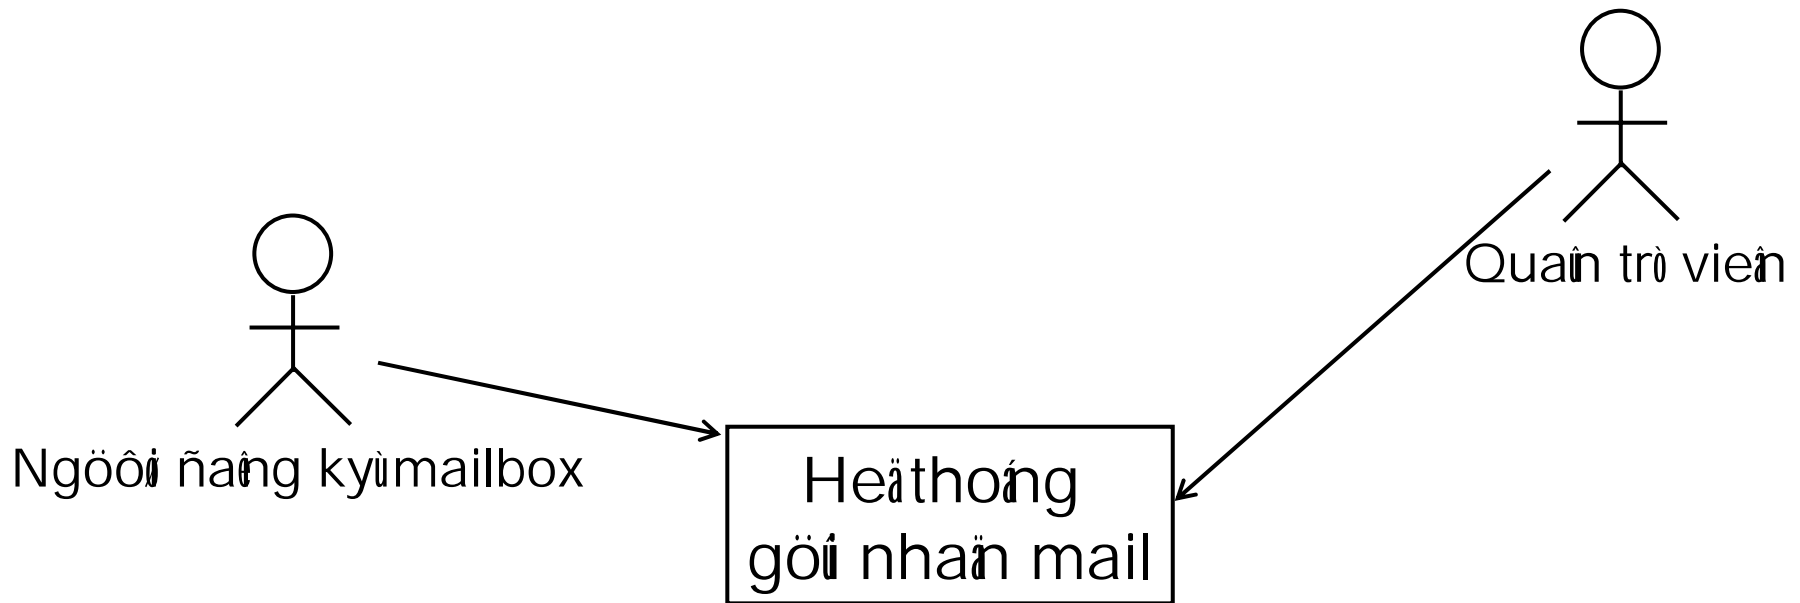 Quaûn trò vieân
Ngöôøi ñaêng kyù mailbox
Heä thoáng
göûi nhaän mail